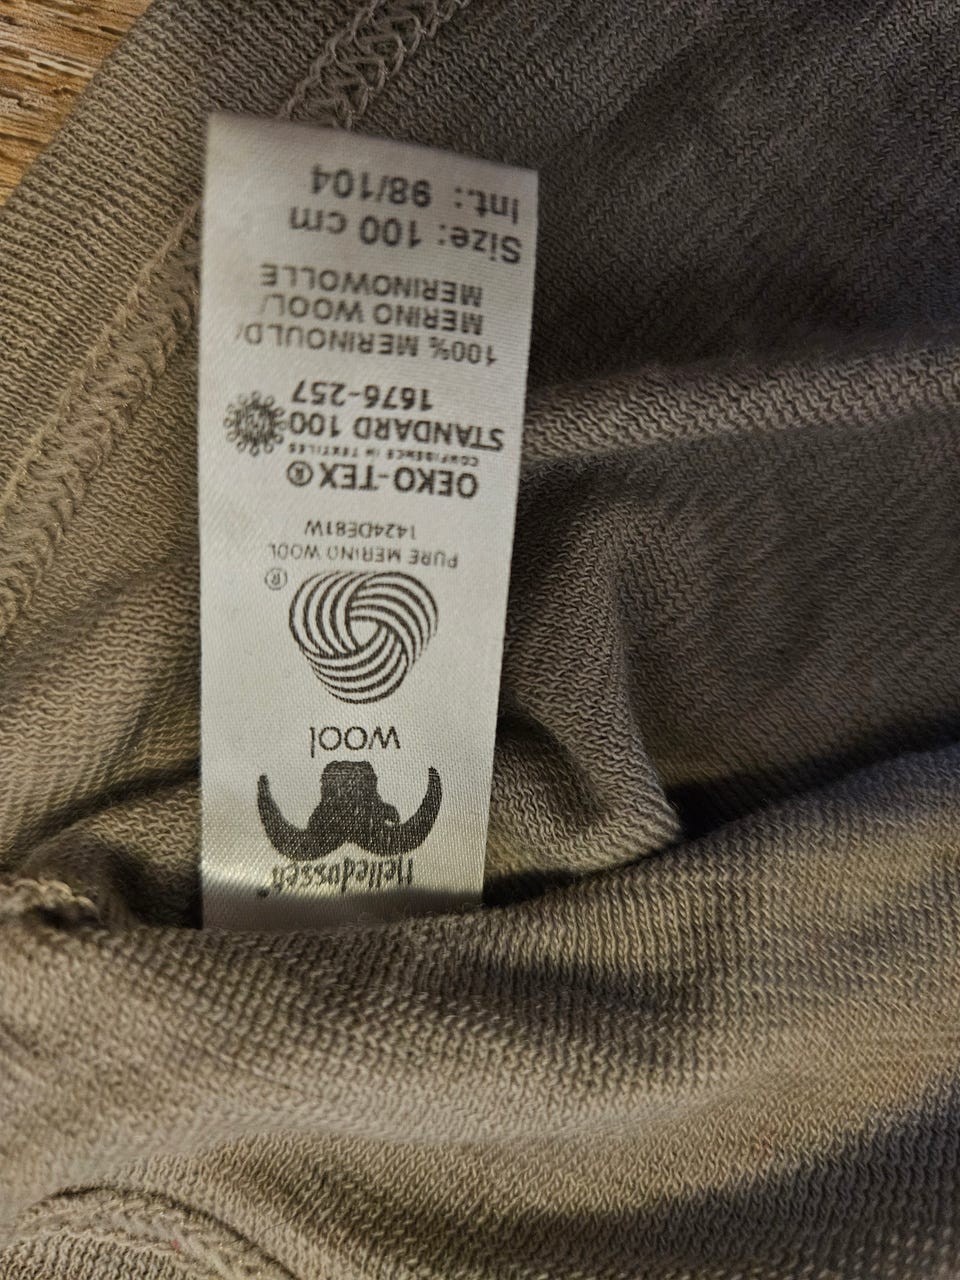 wool
®
PURE MERINO WOOL
1424DE81W
OEKO-TEX®
CONFIDENCE IN TEXTILES
STANDARD 100
1676-257
100% MERINOULD/
MERINO WOOL/
MERINOWOLLE
Size: 100 cm
Int.: 98/104